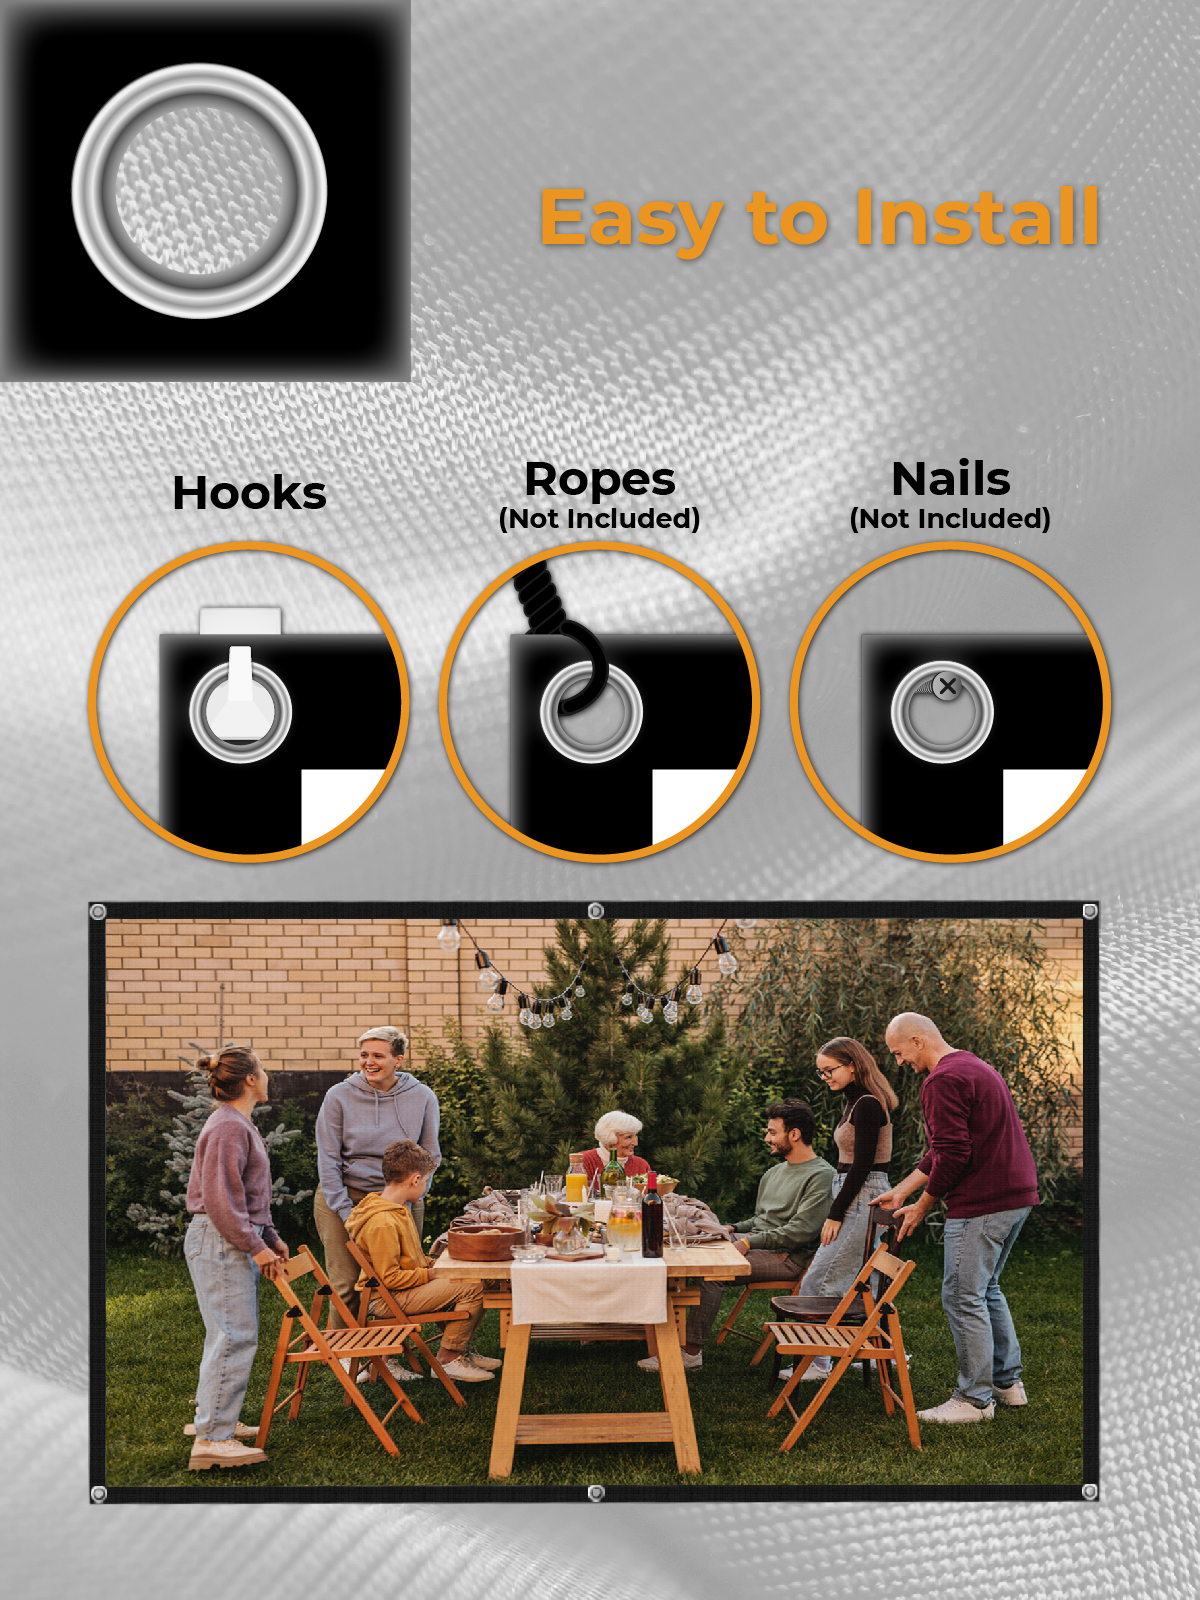 Easy to Install
Hooks
Ropes
(Not Included)
Nails
(Not Included)